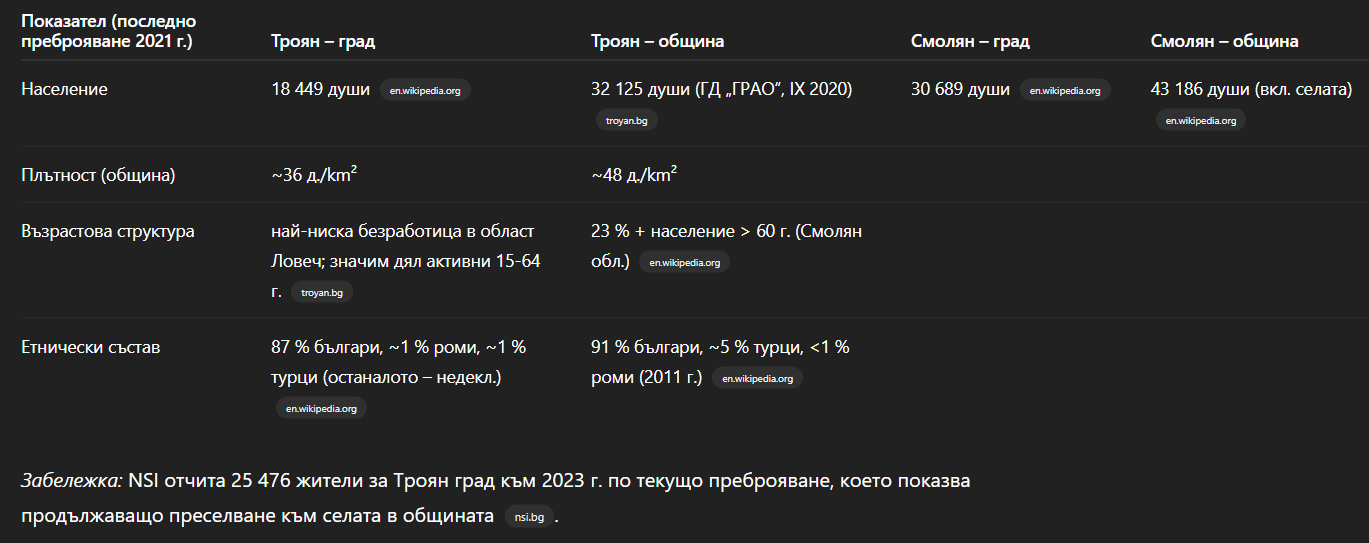 Показател (последно
преброяване 2021 г.) Троян – град Троян – община Смолян – град Смолян – община
Население 18 449 души en.wikipedia.org 32 125 души (ГД „ГРАО“, IX 2020) 30 689 души en.wikipedia.org 43 186 души (вкл. селата)
troyan.bg en.wikipedia.org
Плътност (община) ~36 д./km² ~48 д./km²
Възрастова структура най-ниска безработица в област 23 % + население > 60 г. (Смолян
Ловеч; значим дял активни 15-64 обл.) en.wikipedia.org
г. troyan.bg
Етнически състав 87 % българи, ~1 % роми, ~1 % 91 % българи, ~5 % турци, <1 %
турци (останалото – недекл.) роми (2011 г.) en.wikipedia.org
en.wikipedia.org
Забележка: NSI отчита 25 476 жители за Троян град към 2023 г. по текущо преброяване, което показва
продължаващо преселване към селата в общината nsi.bg .